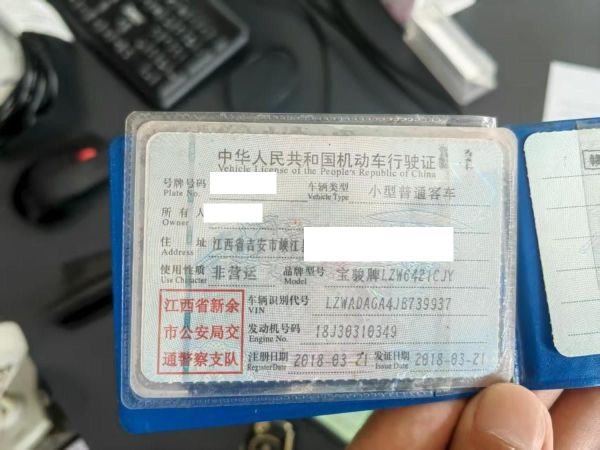 中华人民共和国机动车行驶证
Vehicle License of the People's Republic of China
号牌号码 车辆类型 小型普通客车
Plate No. Vehicle Type
所有人
Owner
住址 江西省吉安市峡江县
Address
使用性质 非营运 品牌型号 宝骏牌LZW6421CJY
Use Character Model
江西省新余 车辆识别代号 LZWADAGA4JB739937
VIN
市公安局交 发动机号码 18J30310349
Engine No.
通警察支队 注册日期 2018-03-21 发证日期 2018-03-21
Register Date Issue Date